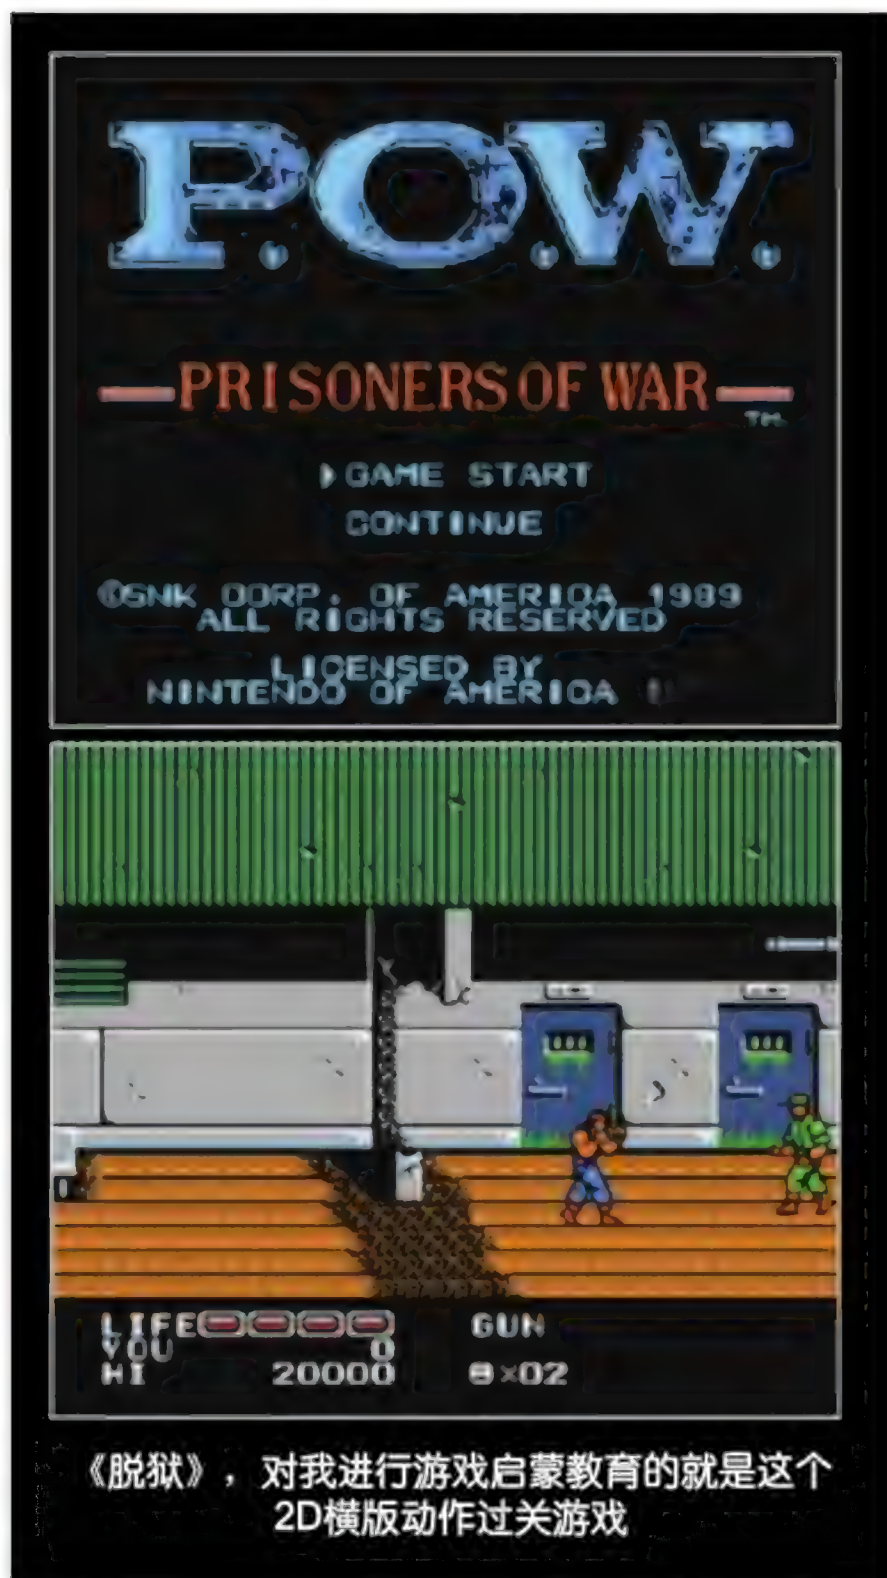 P.O.W.
PRISONERS OF WAR
TM
GAME START
CONTINUE
©SNK CORP. OF AMERICA 1989
ALL RIGHTS RESERVED
LICENSED BY
NINTENDO OF AMERICA
LIFE GUN
YOU 0
HI 20000 ×02
《脱狱》，对我进行游戏启蒙教育的就是这个
2D横版动作过关游戏